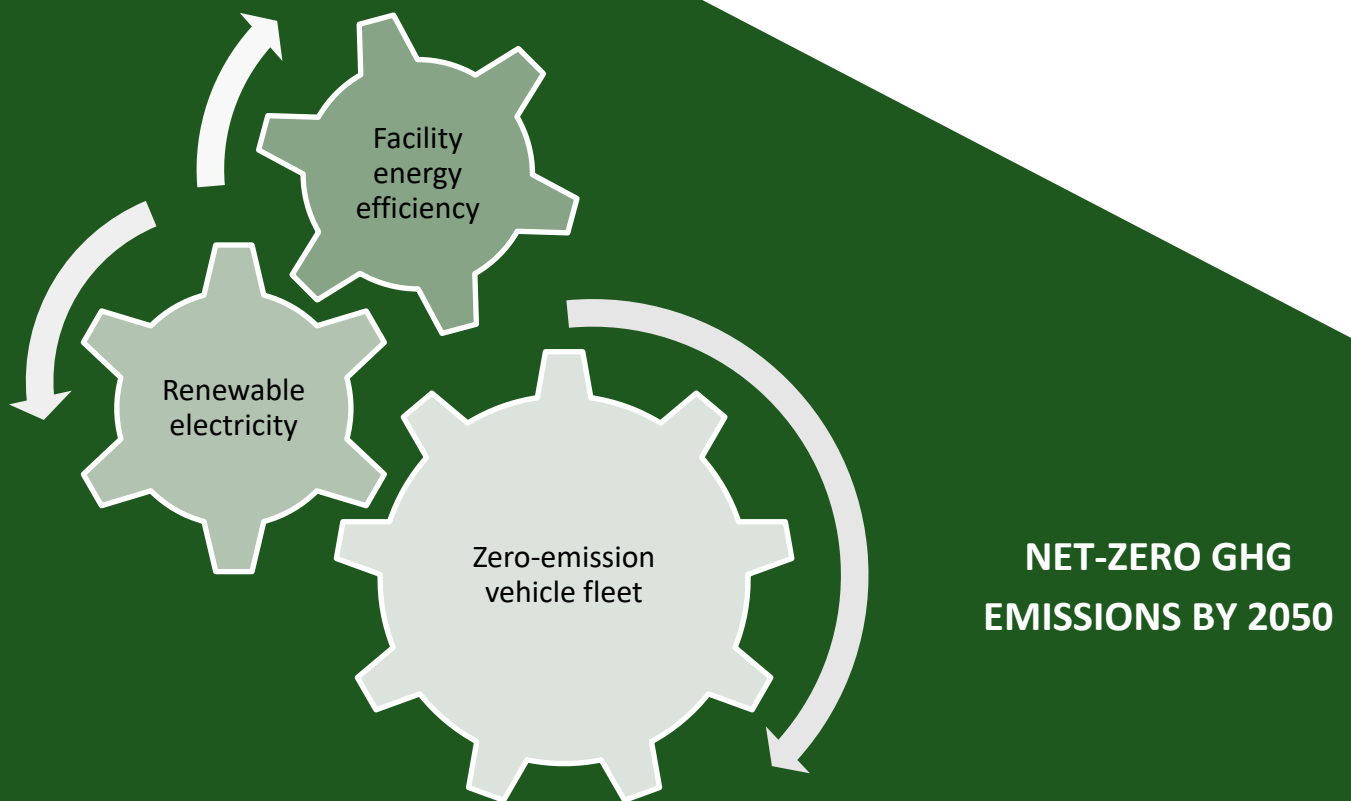 Facility
energy
efficiency
Renewable
electricity
Zero-emission
vehicle fleet
NET-ZERO GHG
EMISSIONS BY 2050